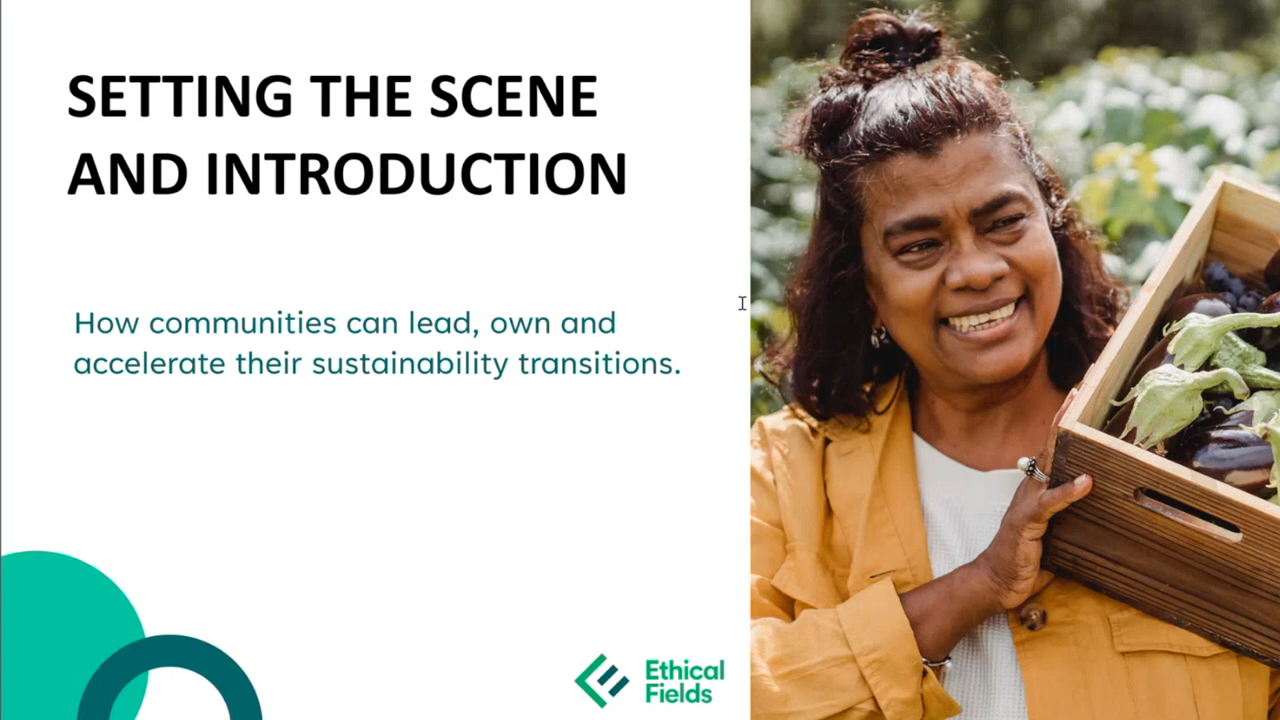 SETTING THE SCENE
AND INTRODUCTION
How communities can lead, own and
accelerate their sustainability transitions.
Ethical
Fields